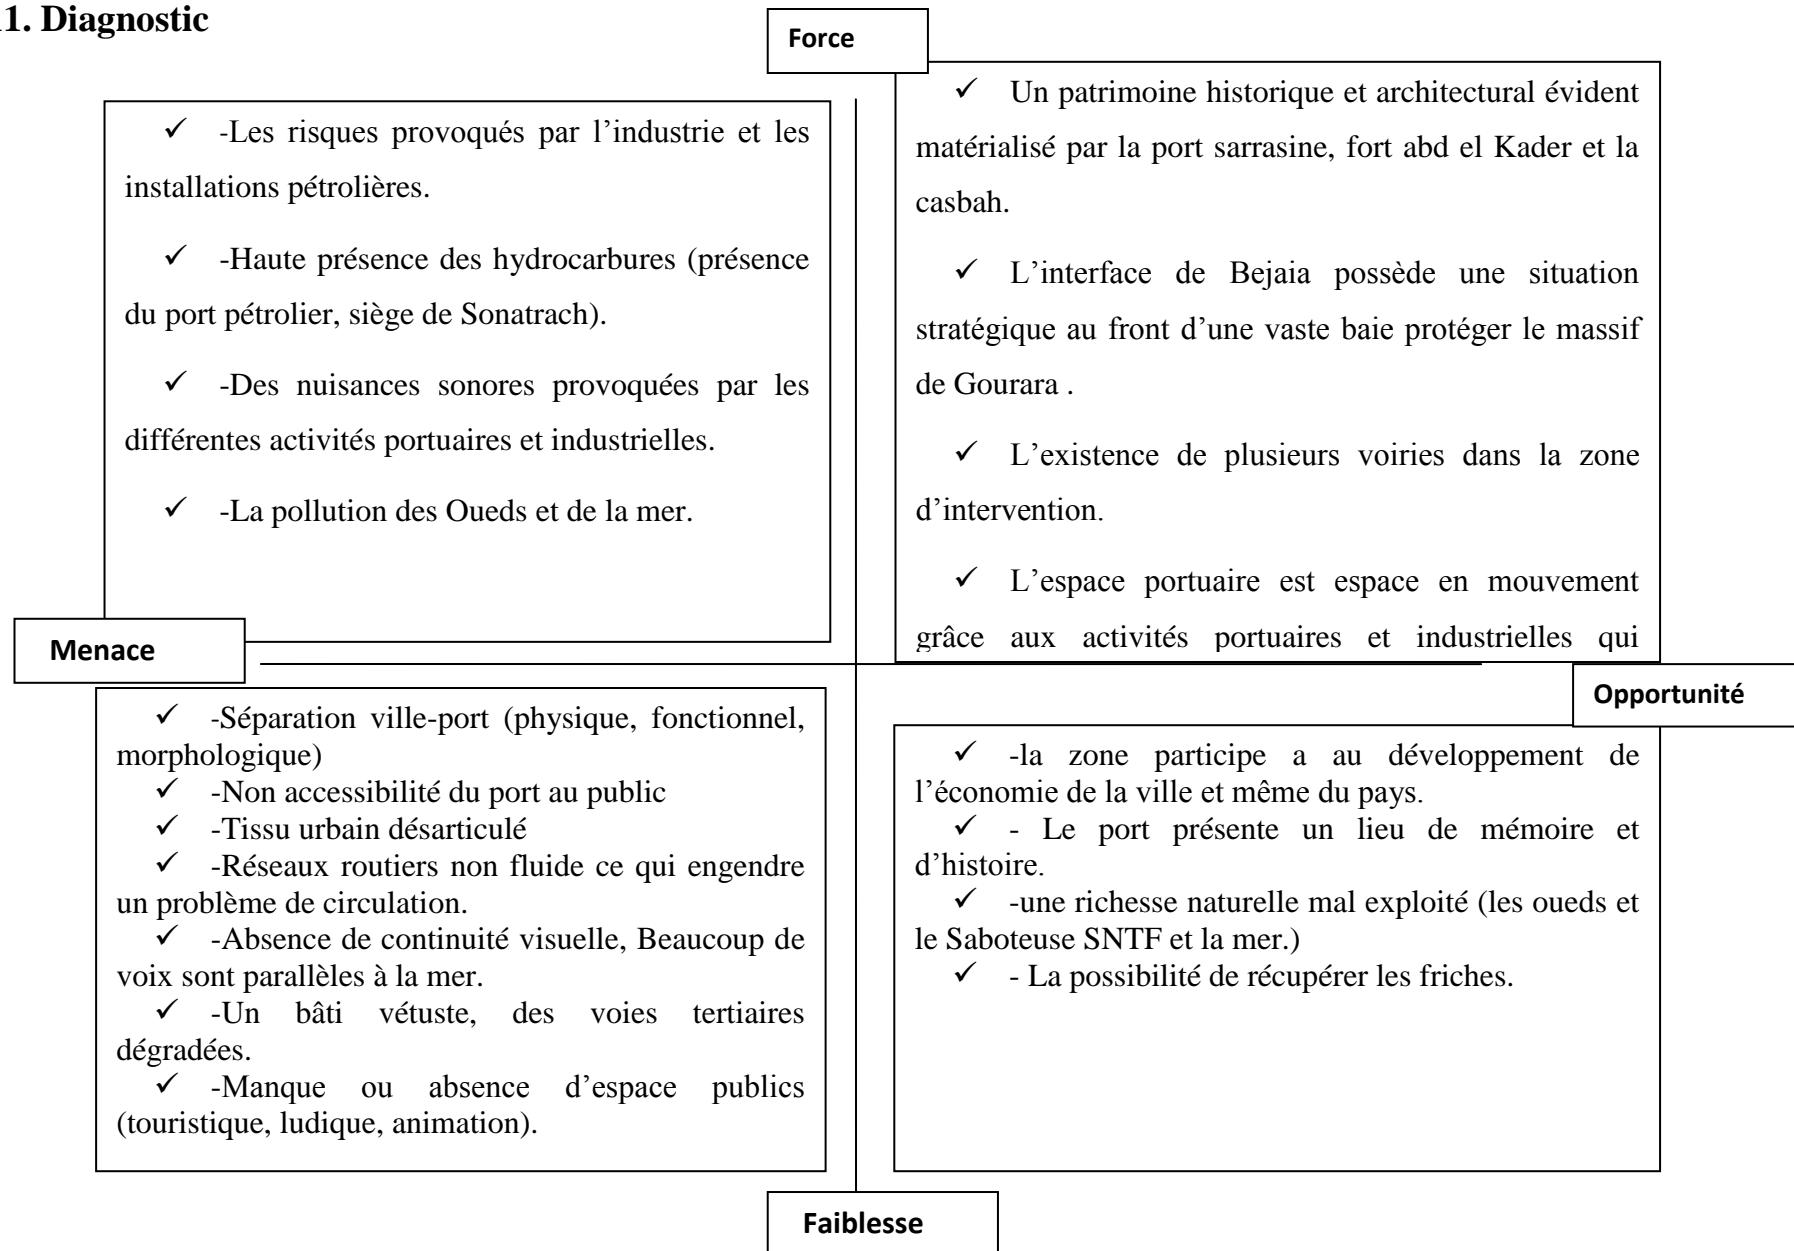 1. Diagnostic
Force
✓ -Les risques provoqués par l’industrie et les
installations pétrolières.
✓ -Haute présence des hydrocarbures (présence
du port pétrolier, siège de Sonatrach).
✓ -Des nuisances sonores provoquées par les
différentes activités portuaires et industrielles.
✓ -La pollution des Oueds et de la mer.
Menace
✓ Un patrimoine historique et architectural évident
matérialisé par la port sarrasine, fort abd el Kader et la
casbah.
✓ L’interface de Bejaia possède une situation
stratégique au front d’une vaste baie protéger le massif
de Gourara .
✓ L’existence de plusieurs voiries dans la zone
d’intervention.
✓ L’espace portuaire est espace en mouvement
grâce aux activités portuaires et industrielles qui
Opportunité
✓ -Séparation ville-port (physique, fonctionnel,
morphologique)
✓ -Non accessibilité du port au public
✓ -Tissu urbain désarticulé
✓ -Réseaux routiers non fluide ce qui engendre
un problème de circulation.
✓ -Absence de continuité visuelle, Beaucoup de
voix sont parallèles à la mer.
✓ -Un bâti vétuste, des voies tertiaires
dégradées.
✓ -Manque ou absence d’espace publics
(touristique, ludique, animation).
✓ -la zone participe a au développement de
l’économie de la ville et même du pays.
✓ - Le port présente un lieu de mémoire et
d’histoire.
✓ -une richesse naturelle mal exploité (les oueds et
le Saboteuse SNTF et la mer.)
✓ - La possibilité de récupérer les friches.
Faiblesse